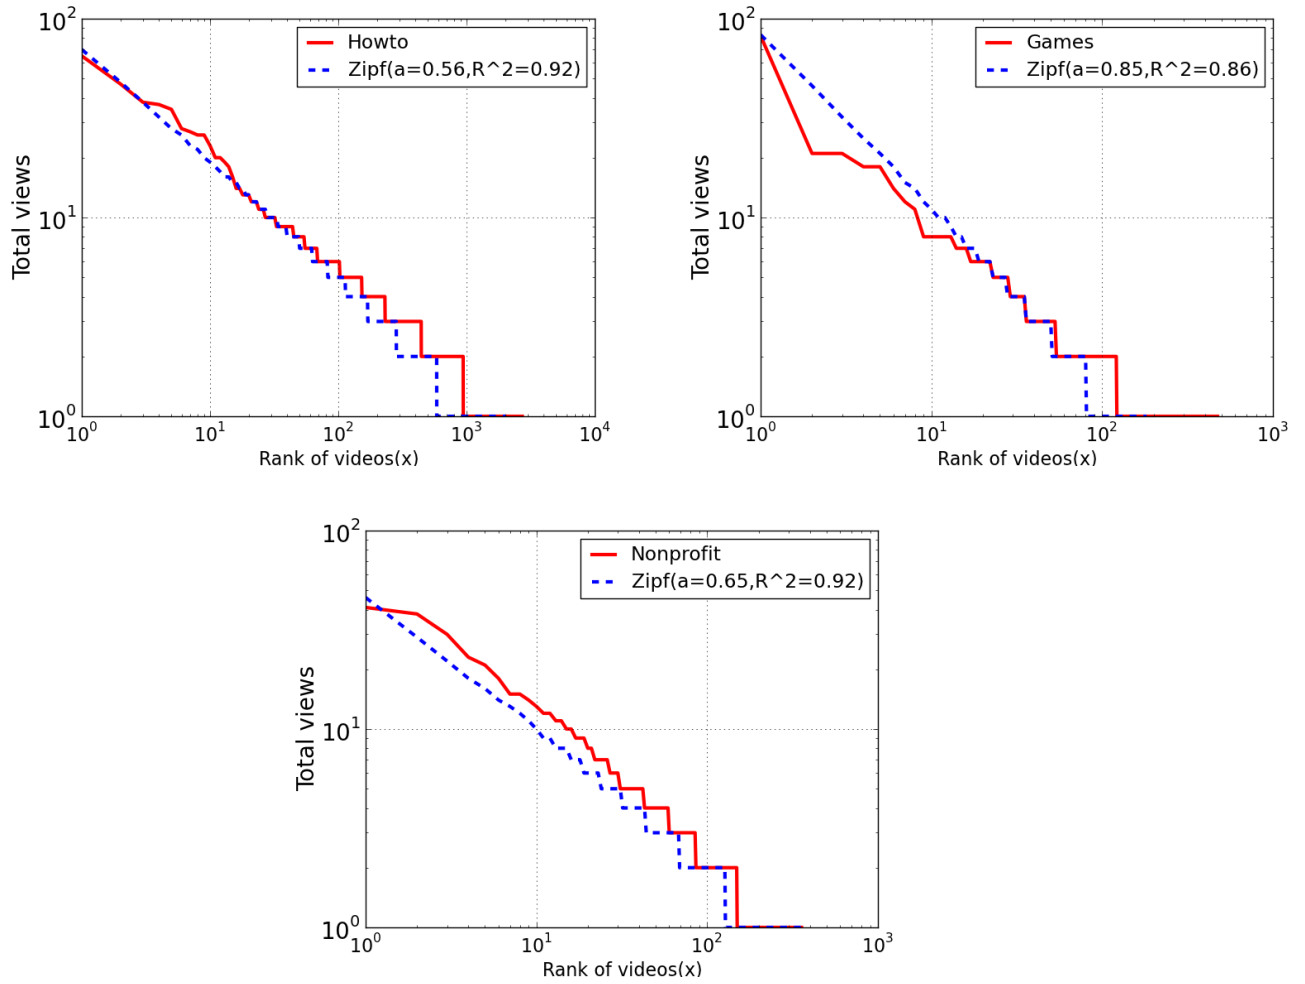 Howto
Zipf(a=0.56,R^2=0.92)
10^2
10^1
10^0
Total views
10^0 10^1 10^2 10^3 10^4
Rank of videos(x)
Games
Zipf(a=0.85,R^2=0.86)
10^2
10^1
10^0
Total views
10^0 10^1 10^2 10^3
Rank of videos(x)
Nonprofit
Zipf(a=0.65,R^2=0.92)
10^2
10^1
10^0
Total views
10^0 10^1 10^2 10^3
Rank of videos(x)